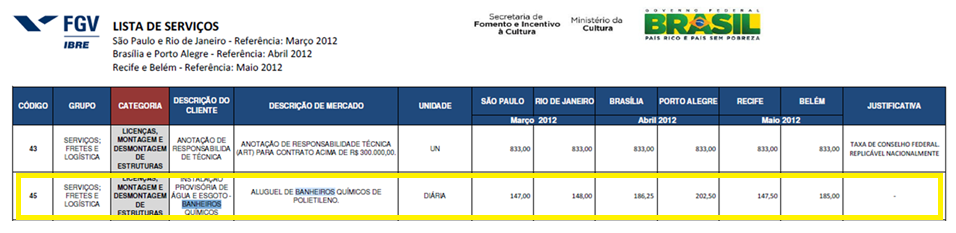 FGV
IBRE
LISTA DE SERVIÇOS
São Paulo e Rio de Janeiro - Referência: Março 2012
Brasília e Porto Alegre - Referência: Abril 2012
Recife e Belém - Referência: Maio 2012
Secretaria de
Fomento e Incentivo
à Cultura
Ministério da
Cultura
GOVERNO FEDERAL
BRASIL
PAÍS RICO É PAÍS SEM POBREZA
CÓDIGO GRUPO CATEGORIA DESCRIÇÃO DO CLIENTE DESCRIÇÃO DE MERCADO UNIDADE SÃO PAULO RIO DE JANEIRO BRASÍLIA PORTO ALEGRE RECIFE BELÉM JUSTIFICATIVA
Março 2012 Abril 2012 Maio 2012
43
SERVIÇOS;
FRETES E
LOGÍSTICA
LICENÇAS,
MONTAGEM E
DESMONTAGEM
DE
ESTRUTURAS
ANOTAÇÃO DE
RESPONSABILIDA
DE TÉCNICA
ANOTAÇÃO DE RESPONSABILIDADE TÉCNICA
(ART) PARA CONTRATO ACIMA DE R$ 300.000,00.
UN
833,00 833,00 833,00 833,00 833,00 833,00
TAXA DE CONSELHO FEDERAL.
REPLICÁVEL NACIONALMENTE
45
SERVIÇOS;
FRETES E
LOGÍSTICA
LICENÇAS,
MONTAGEM E
DESMONTAGEM
DE
ESTRUTURAS
INSTALAÇÃO
PROVISÓRIA DE
ÁGUA E ESGOTO -
BANHEIROS
QUÍMICOS
ALUGUEL DE BANHEIROS QUÍMICOS DE
POLIETILENO.
DIÁRIA
147,00 148,00 186,25 202,50 147,50 185,00 -